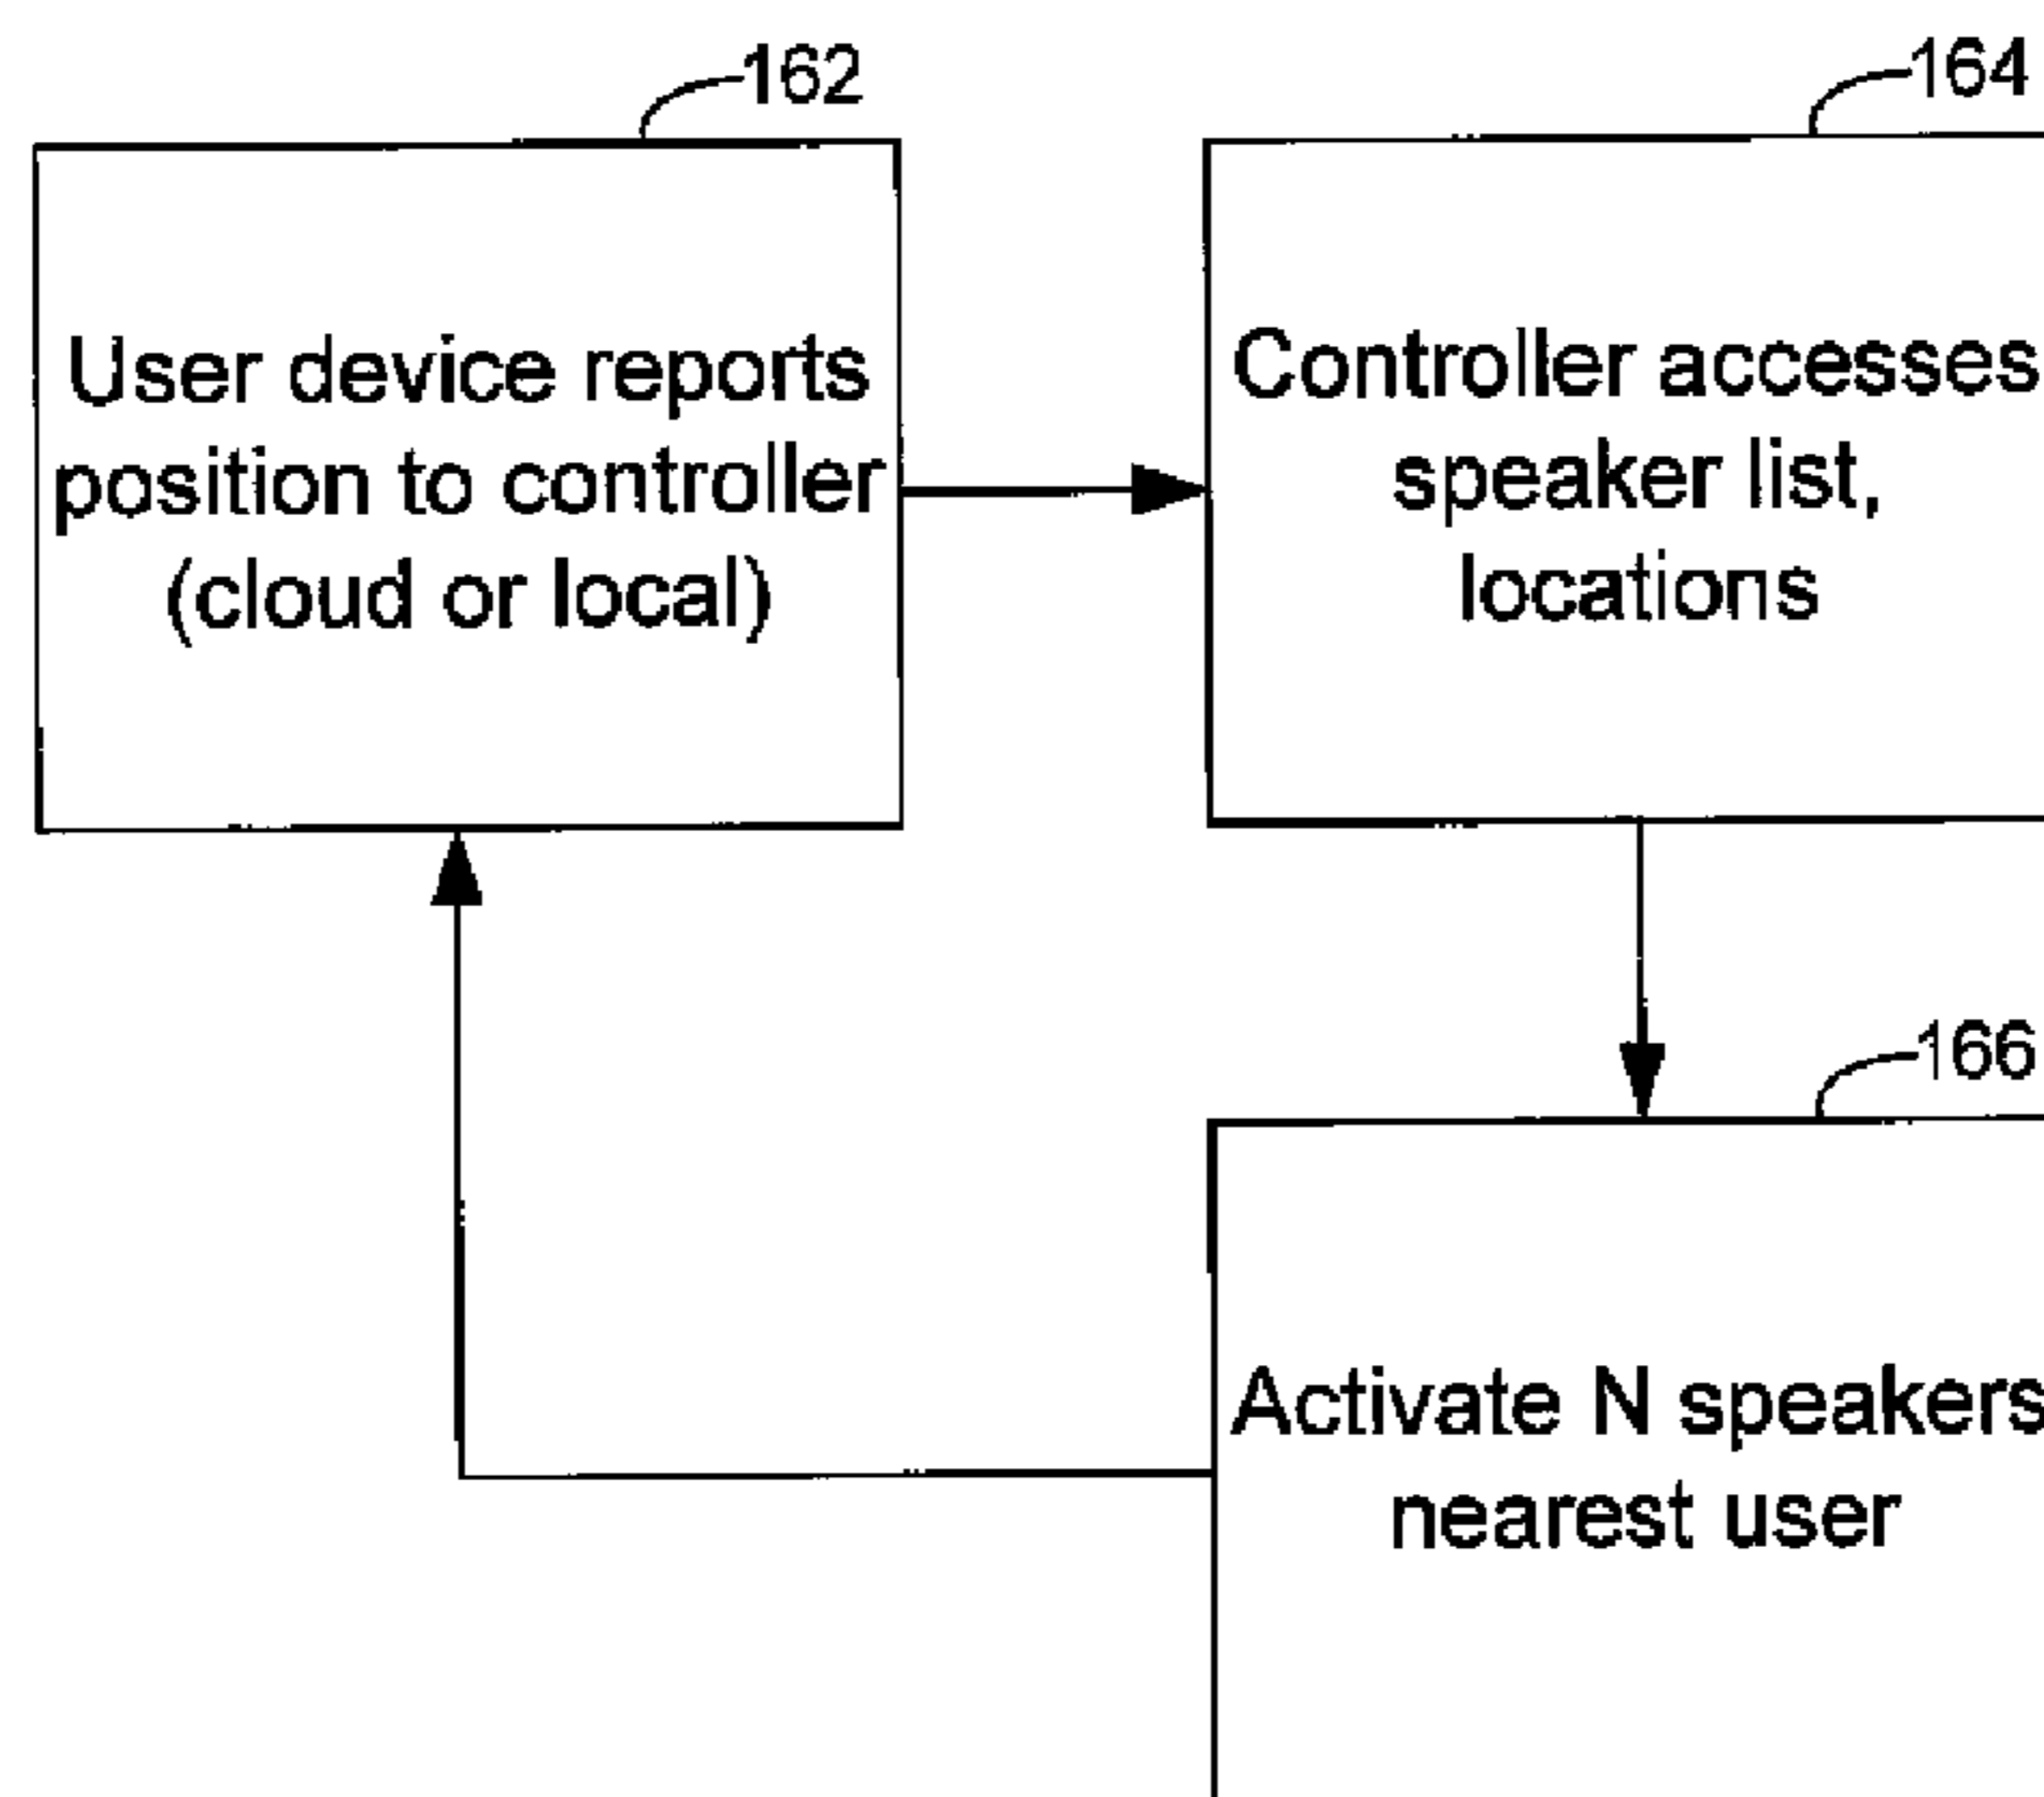 162
User device reports
position to controller
(cloud or local)
164
Controller accesses
speaker list,
locations
166
Activate N speakers
nearest user